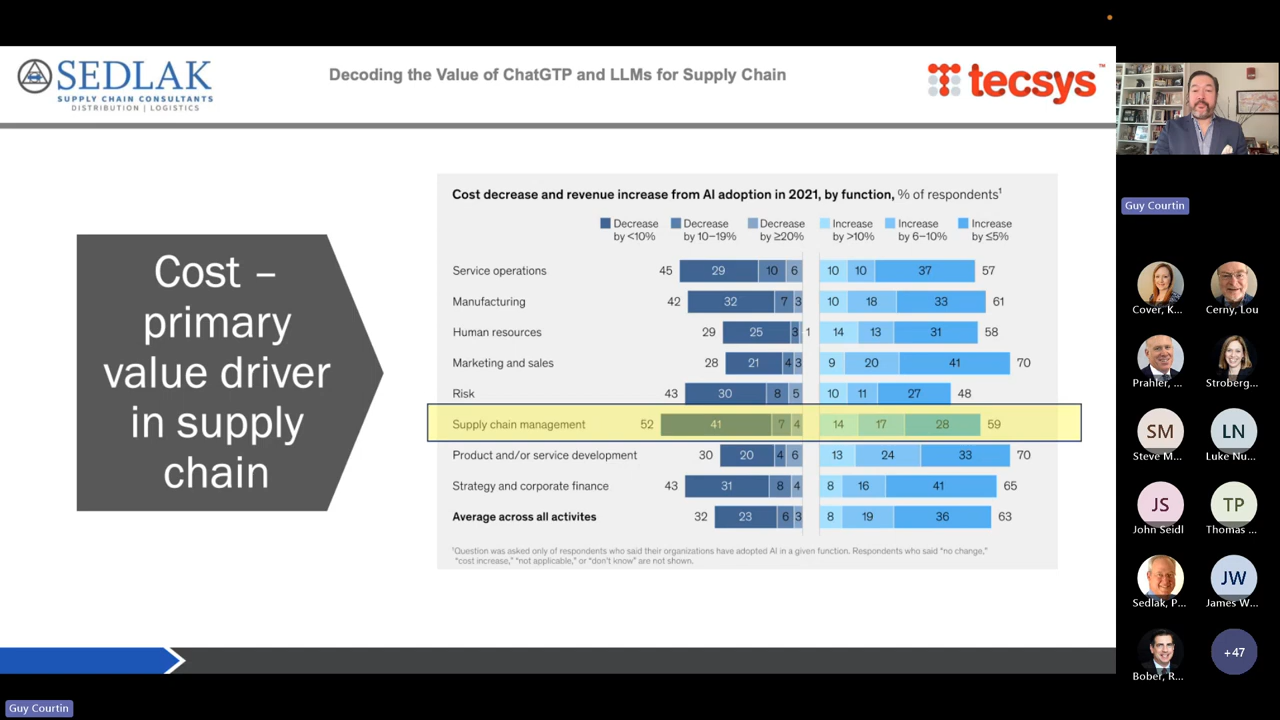 SEDLAK
SUPPLY CHAIN CONSULTANTS
DISTRIBUTION | LOGISTICS
Decoding the Value of ChatGTP and LLMs for Supply Chain
tecsys™
Cost –
primary
value driver
in supply
chain
Cost decrease and revenue increase from AI adoption in 2021, by function, % of respondents¹
Decrease by <10%
Decrease by 10–19%
Decrease by ≥20%
Increase by >10%
Increase by 6–10%
Increase by ≤5%
Service operations 45 29 10 6 10 10 37 57
Manufacturing 42 32 7 3 10 18 33 61
Human resources 29 25 3 1 14 13 31 58
Marketing and sales 28 21 4 3 9 20 41 70
Risk 43 30 8 5 10 11 27 48
Supply chain management 52 41 7 4 14 17 28 59
Product and/or service development 30 20 4 6 13 24 33 70
Strategy and corporate finance 43 31 8 4 8 16 41 65
Average across all activites 32 23 6 3 8 19 36 63
¹Question was asked only of respondents who said their organizations have adopted AI in a given function. Respondents who said “no change,”
“cost increase,” “not applicable,” or “don’t know” are not shown.
Guy Courtin
Cover, K...
Cerny, Lou
Prahler, ...
Stroberg...
SM
Steve M...
LN
Luke Nu...
JS
John Seidl
TP
Thomas ...
Sedlak, P...
JW
James W...
Bober, R...
+47
Guy Courtin